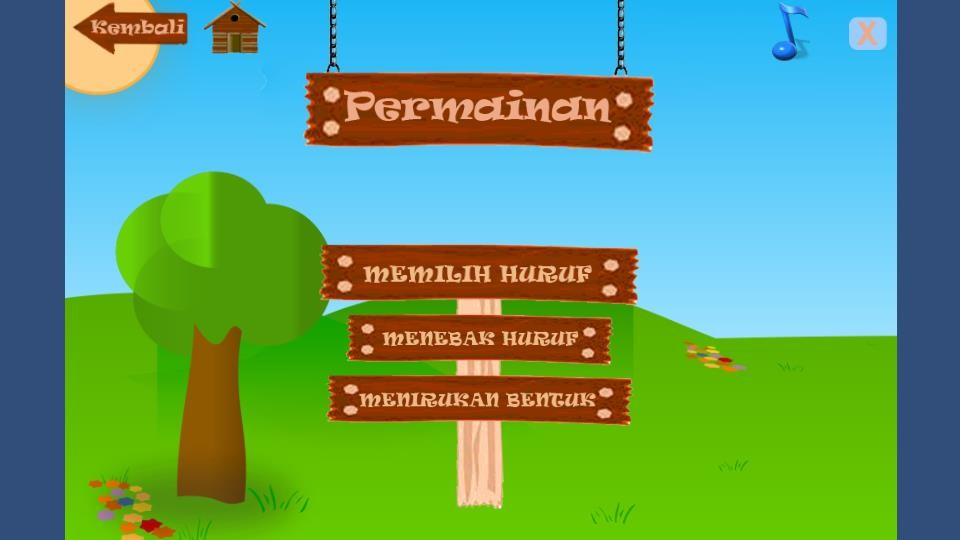 Kembali
X
Permainan
MEMILIH HURUF
MENEBAK HURUF
MENIRUKAN BENTUK